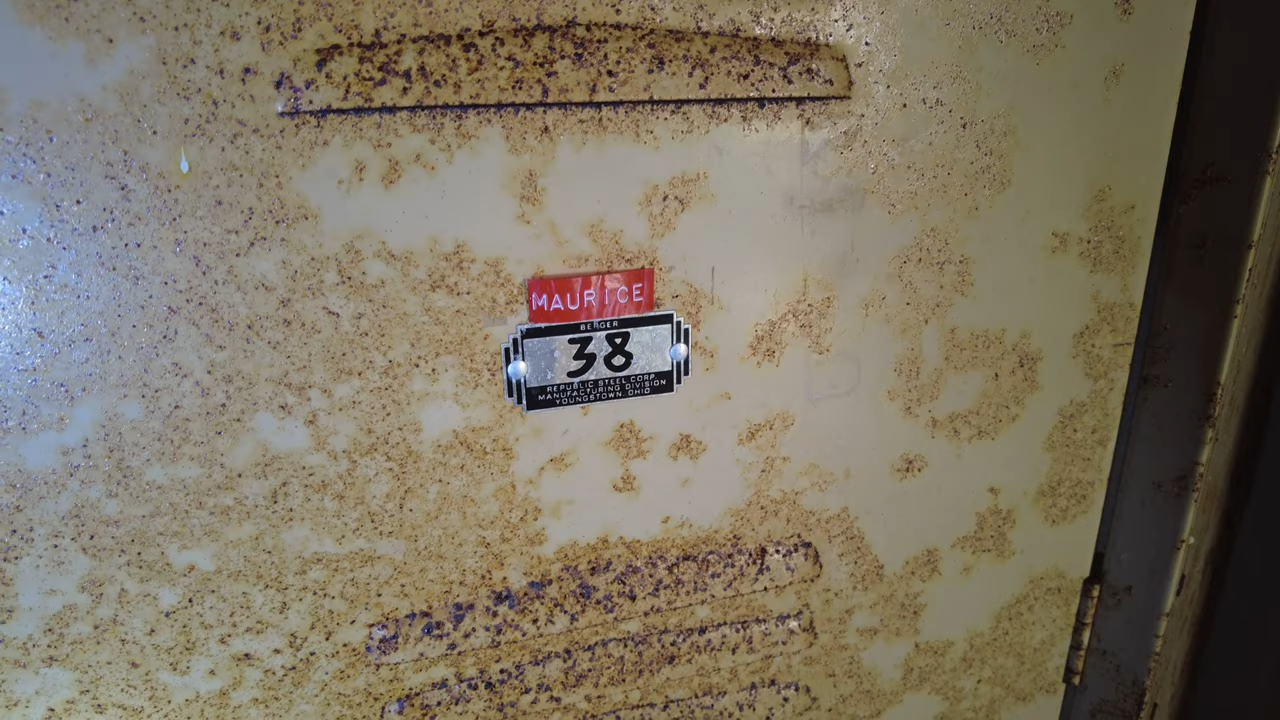 MAURICE
BERGER
38
REPUBLIC STEEL CORP.
MANUFACTURING DIVISION
YOUNGSTOWN, OHIO